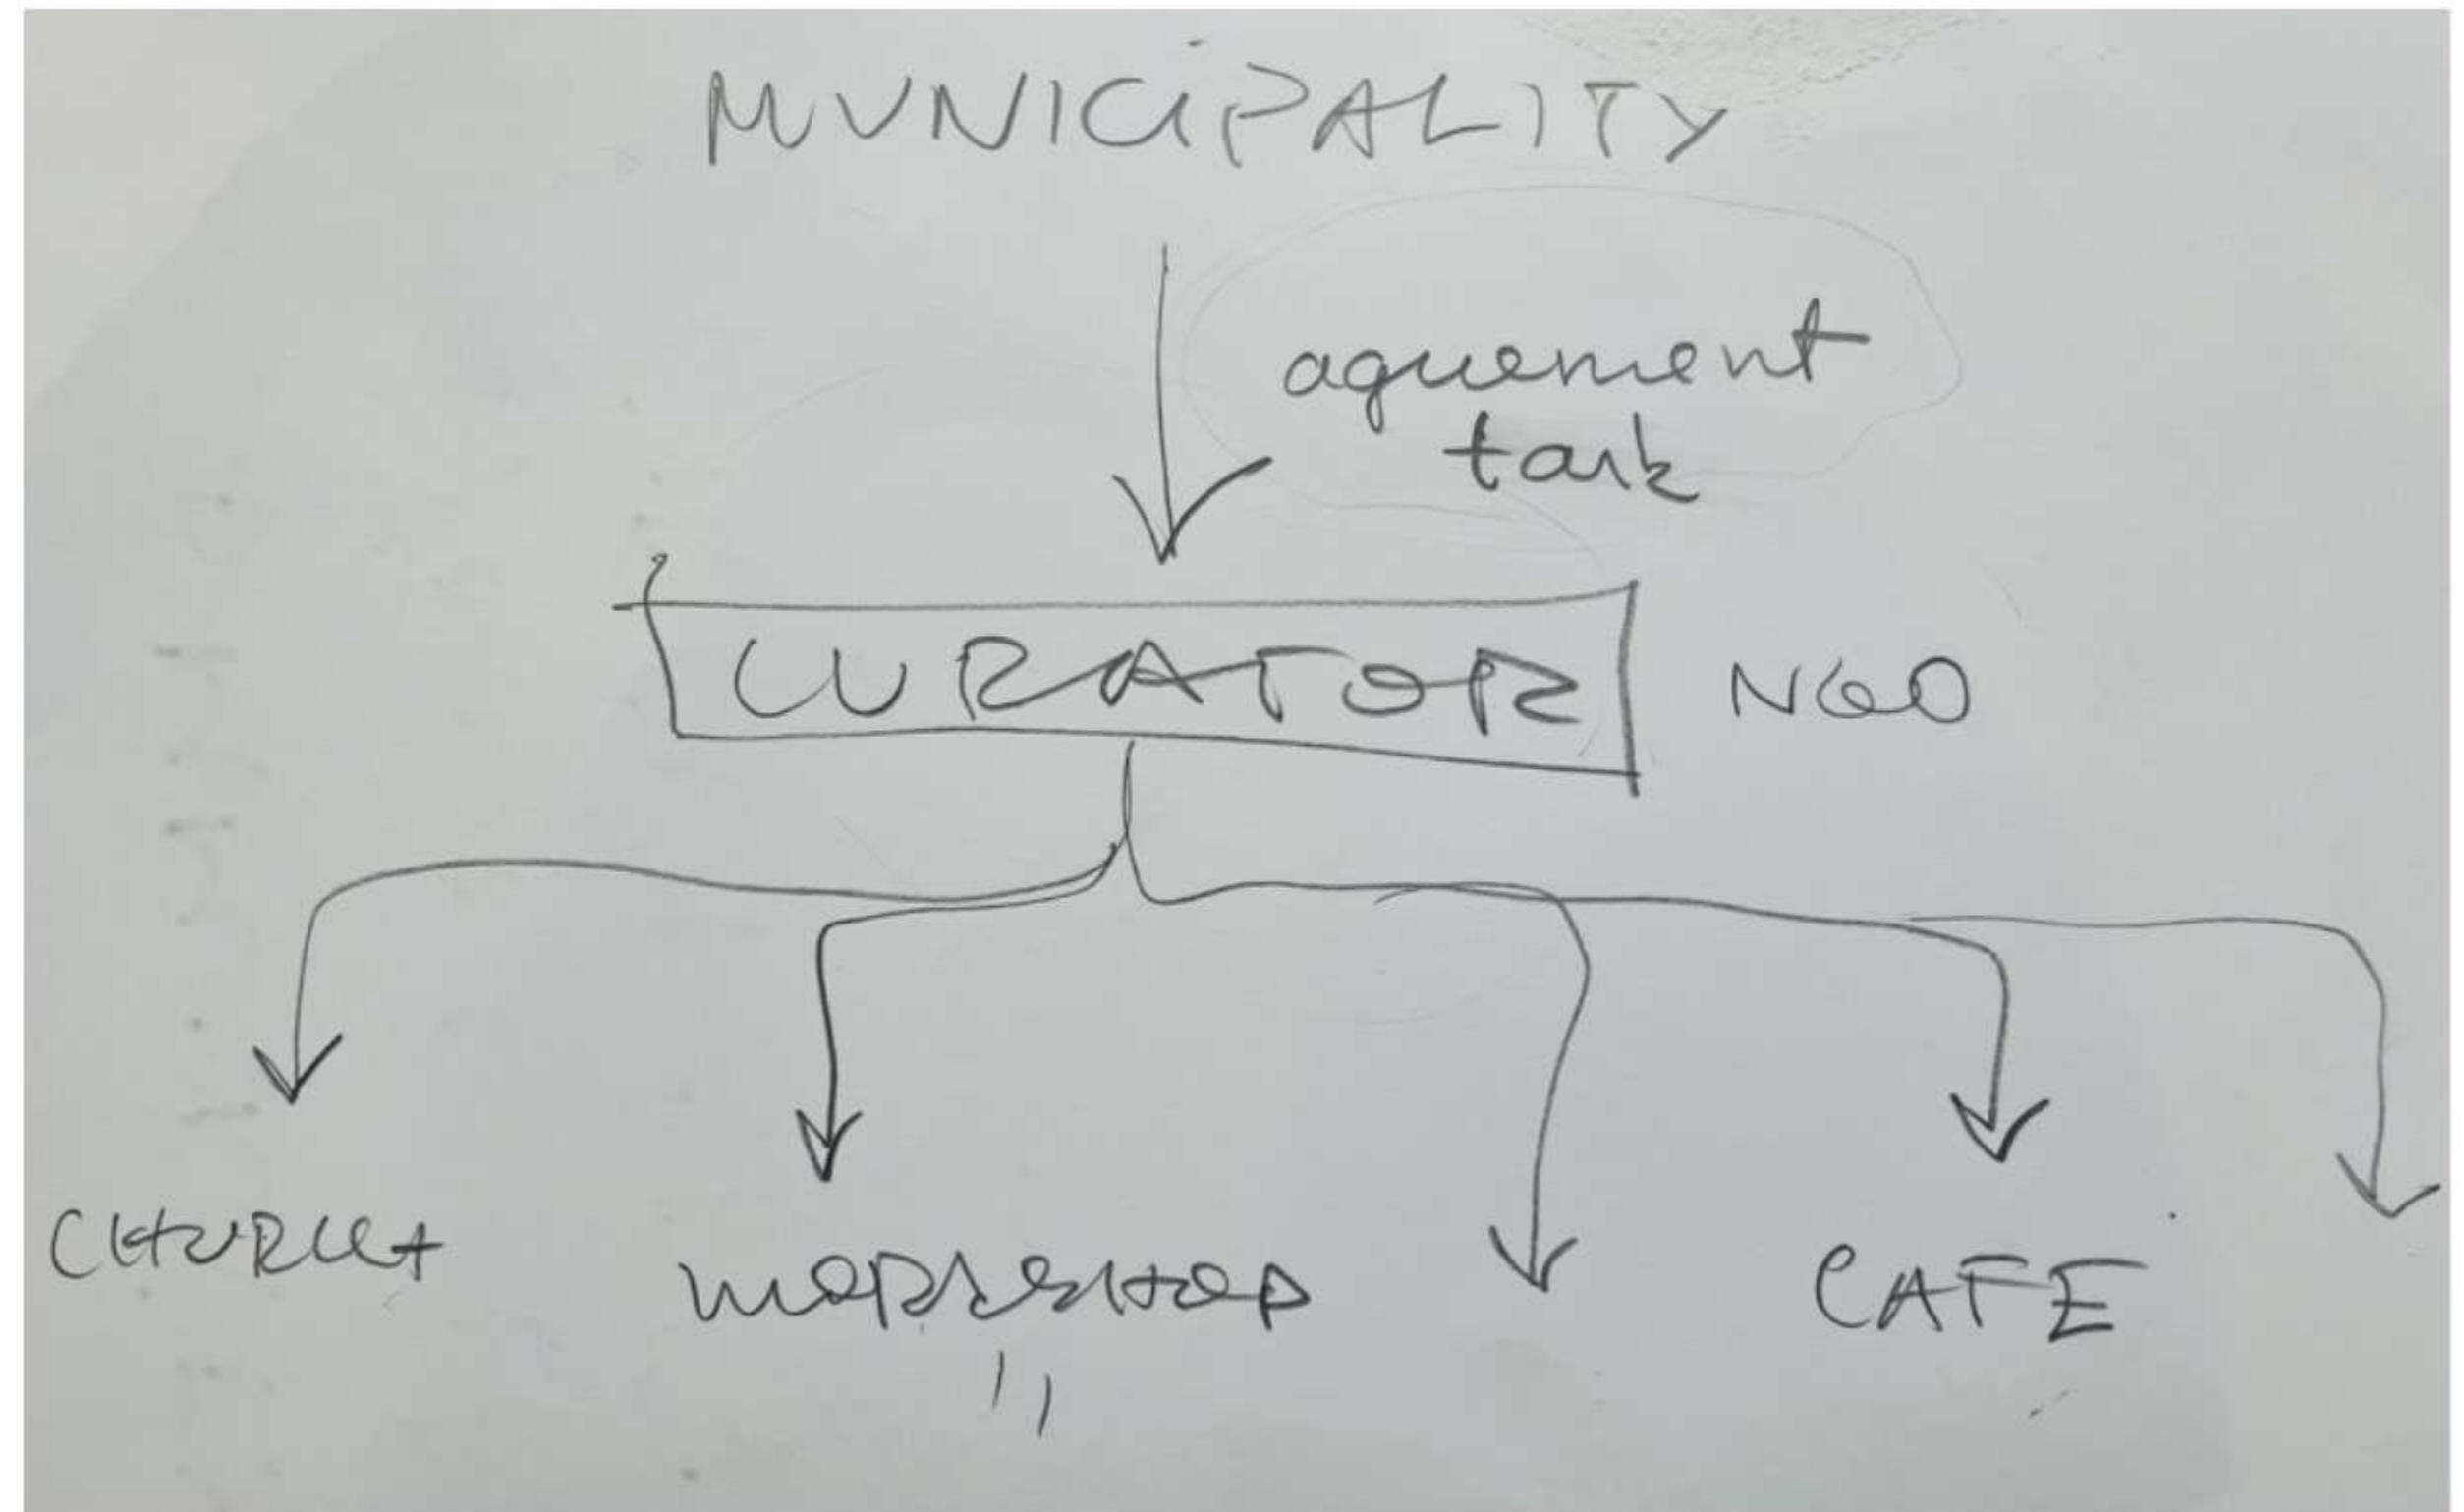 MUNICIPALITY
agreement
task
CURATOR NGO
CHURCH
WORKSHOP
CAFE